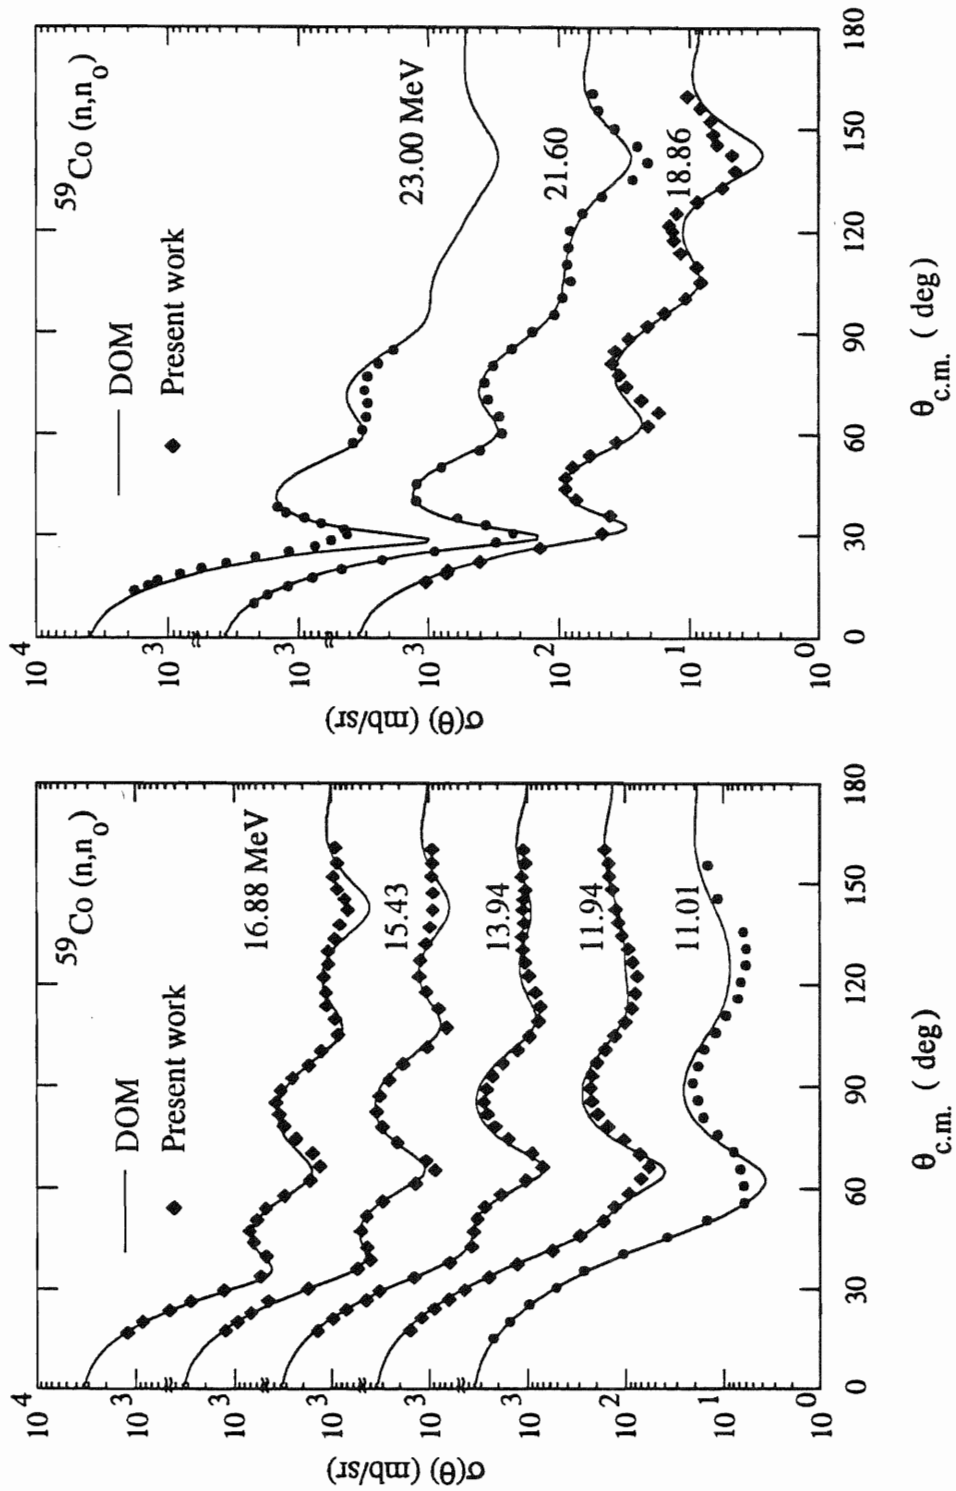 ⁵⁹Co (n,n₀)
DOM
Present work
16.88 MeV
15.43
13.94
11.94
11.01
σ(θ) (mb/sr)
10⁴
10³
10³
10³
10³
10²
10¹
10⁰
0 30 60 90 120 150 180
θc.m. ( deg)
⁵⁹Co (n,n₀)
DOM
Present work
23.00 MeV
21.60
18.86
σ(θ) (mb/sr)
10⁴
10³
10³
10³
10²
10¹
10⁰
0 30 60 90 120 150 180
θc.m. ( deg)